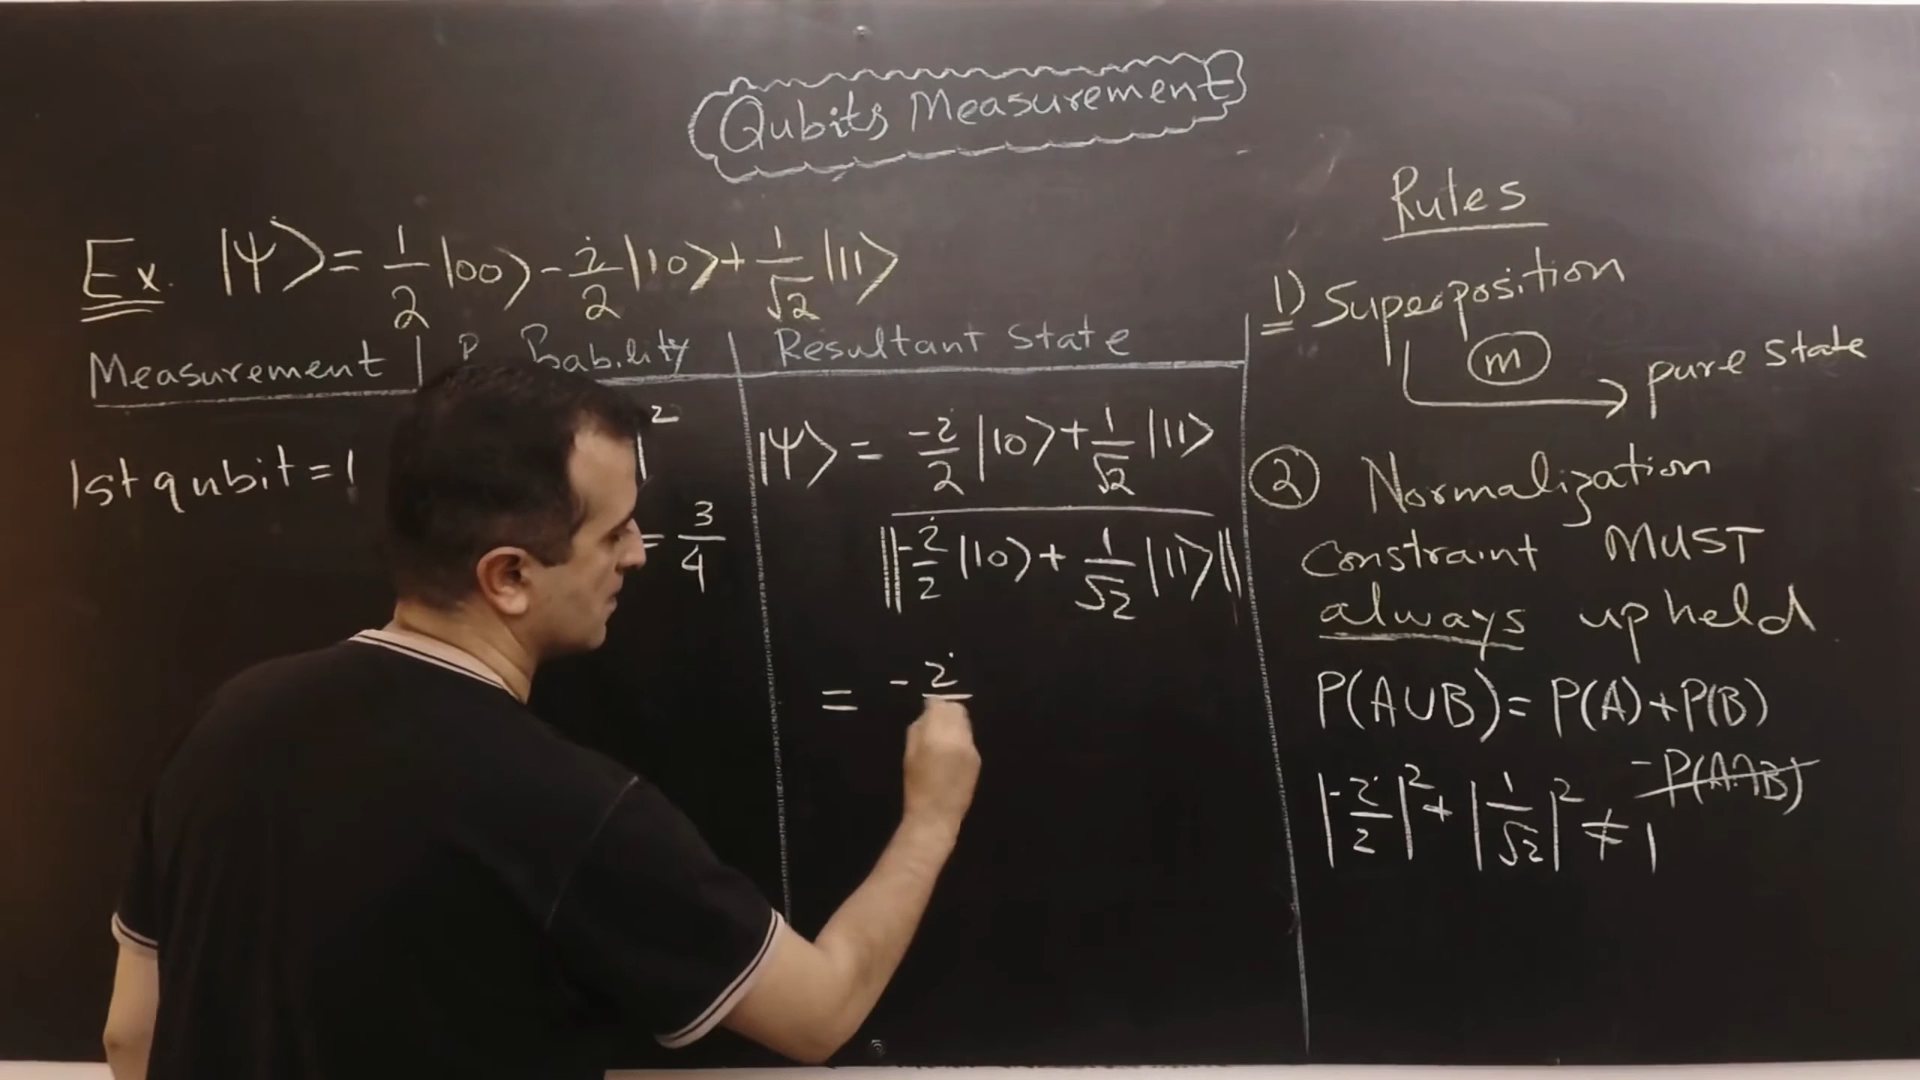 Qubits Measurement
Ex. |Ψ⟩ = 1/2 |00⟩ - i/2 |10⟩ + 1/√2 |11⟩
Measurement | Resultant State
1st qubit = 1
|²
= 3/4
|Ψ⟩ = -i/2 |10⟩ + 1/√2 |11⟩
‖-i/2 |10⟩ + 1/√2 |11⟩‖
= -i
Rules
1) Superposition
m → pure state
② Normalization
Constraint MUST
always upheld
P(A∪B) = P(A)+P(B)
-P(A∩B)
|-i/2|² + |1/√2|² ≠ 1